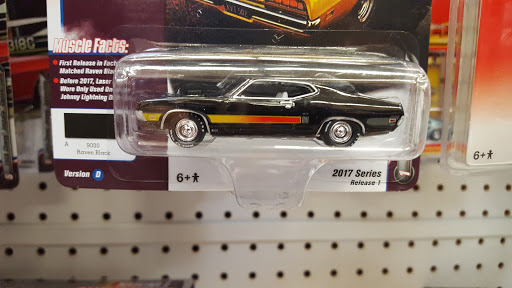 318C
Muscle Facts:
First Release in Fact
Matched Raven Bla
Before 2017, Laser
Were Only Used On
Johnny Lightning D
A
Raven Black
Version D
6+
2017 Series
Release 1
6+